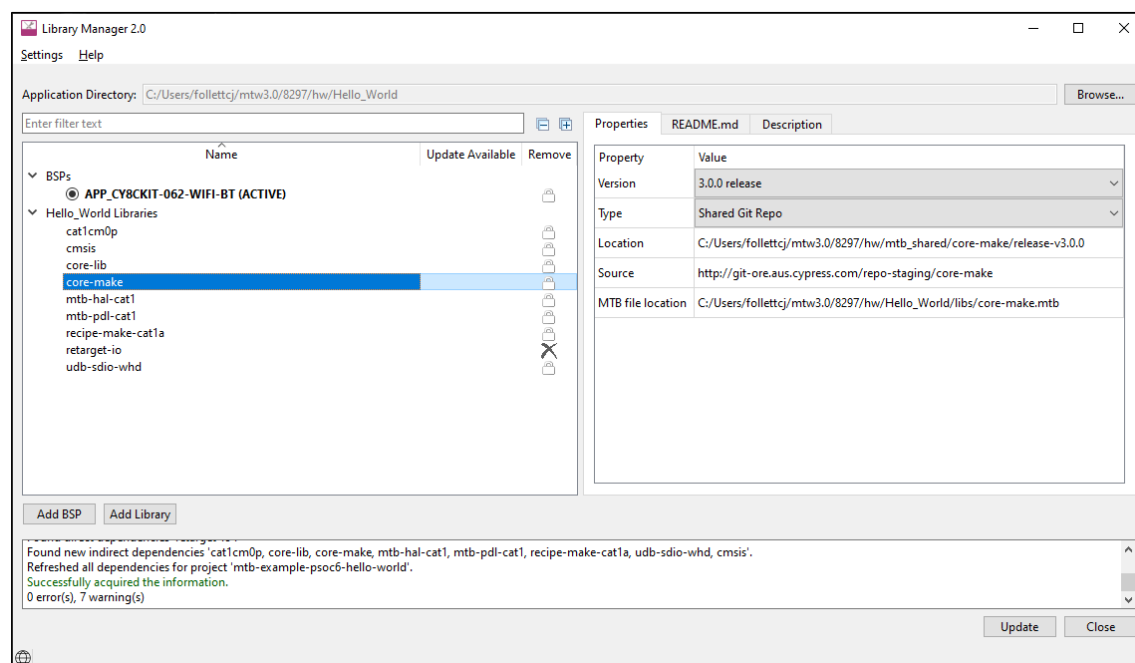 Library Manager 2.0
Settings Help
Application Directory: C:/Users/follettcj/mtw3.0/8297/hw/Hello_World Browse...
Enter filter text
Name Update Available Remove
BSPs
APP_CY8CKIT-062-WIFI-BT (ACTIVE)
Hello_World Libraries
cat1cm0p
cmsis
core-lib
core-make
mtb-hal-cat1
mtb-pdl-cat1
recipe-make-cat1a
retarget-io
udb-sdio-whd
Properties README.md Description
Property Value
Version 3.0.0 release
Type Shared Git Repo
Location C:/Users/follettcj/mtw3.0/8297/hw/mtb_shared/core-make/release-v3.0.0
Source http://git-ore.aus.cypress.com/repo-staging/core-make
MTB file location C:/Users/follettcj/mtw3.0/8297/hw/Hello_World/libs/core-make.mtb
Add BSP Add Library
Found new indirect dependencies 'cat1cm0p, core-lib, core-make, mtb-hal-cat1, mtb-pdl-cat1, recipe-make-cat1a, udb-sdio-whd, cmsis'.
Refreshed all dependencies for project 'mtb-example-psoc6-hello-world'.
Successfully acquired the information.
0 error(s), 7 warning(s)
Update Close